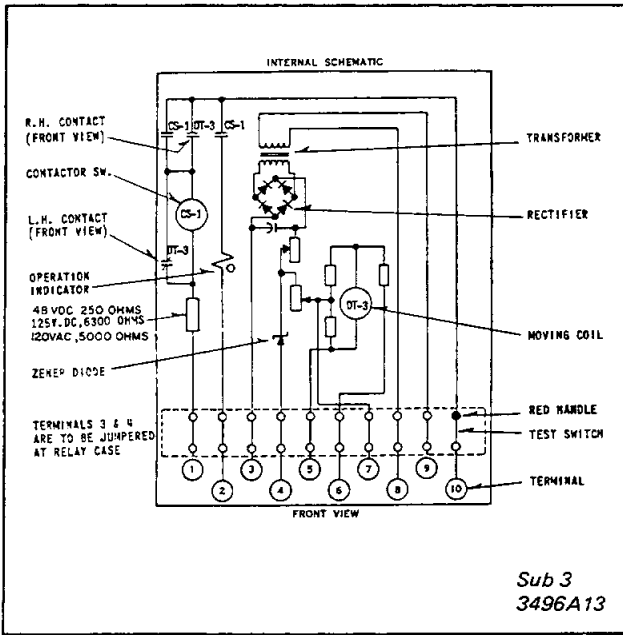 INTERNAL SCHEMATIC
R.H. CONTACT
(FRONT VIEW)
CS-1
DT-3
CS-1
TRANSFORMER
CONTACTOR SW.
CS-1
RECTIFIER
L.H. CONTACT
(FRONT VIEW)
DT-3
OPERATION
INDICATOR
DT-3
MOVING COIL
48 VDC 250 OHMS
125V.DC,6300 OHMS
120VAC,5000 OHMS
ZENER DIODE
RED HANDLE
TEST SWITCH
TERMINALS 3 & 4
ARE TO BE JUMPERED
AT RELAY CASE
1
2
3
4
5
6
7
8
9
10
TERMINAL
FRONT VIEW
Sub 3
3496A13